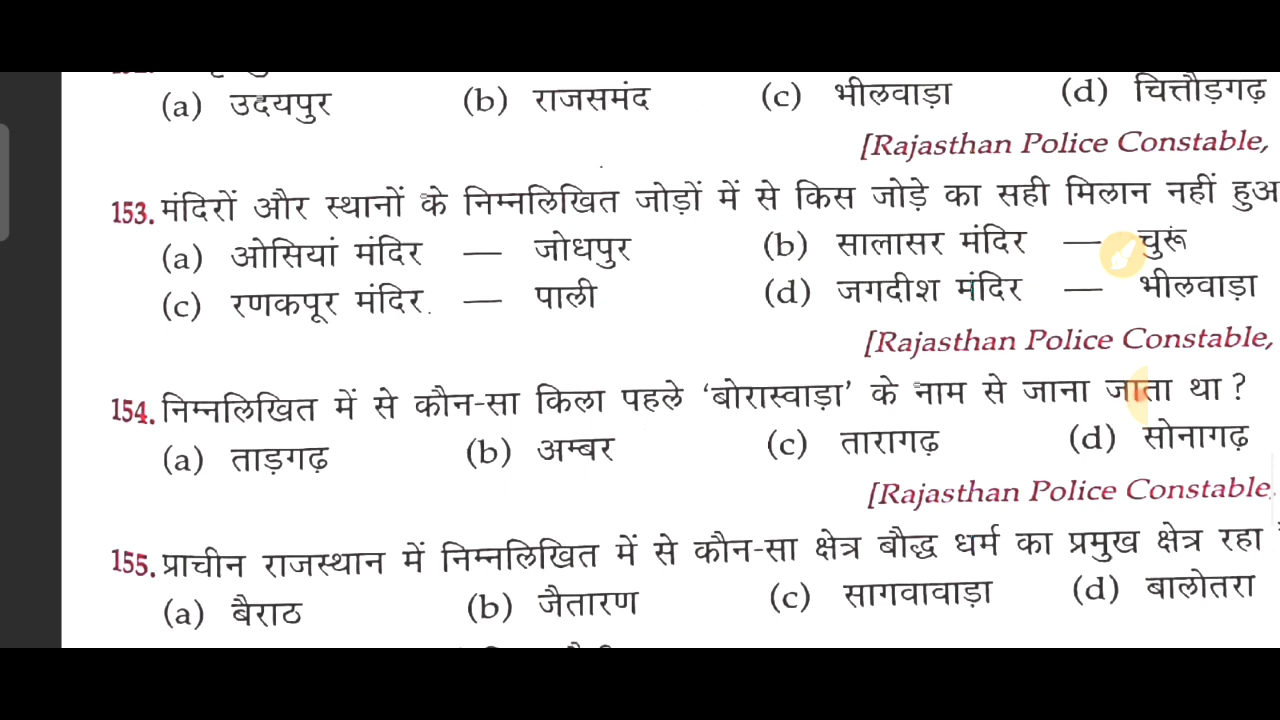 (a) उदयपुर (b) राजसमंद (c) भीलवाड़ा (d) चित्तौड़गढ़
[Rajasthan Police Constable,
153. मंदिरों और स्थानों के निम्नलिखित जोड़ों में से किस जोड़े का सही मिलान नहीं हुअ
(a) ओसियां मंदिर — जोधपुर (b) सालासर मंदिर — चुरू
(c) रणकपूर मंदिर — पाली (d) जगदीश मंदिर — भीलवाड़ा
[Rajasthan Police Constable,
154. निम्नलिखित में से कौन-सा किला पहले ‘बोरास्वाड़ा’ के नाम से जाना जाता था ?
(a) ताड़गढ़ (b) अम्बर (c) तारागढ़ (d) सोनागढ़
[Rajasthan Police Constable,
155. प्राचीन राजस्थान में निम्नलिखित में से कौन-सा क्षेत्र बौद्ध धर्म का प्रमुख क्षेत्र रहा
(a) बैराठ (b) जैतारण (c) सागवावाड़ा (d) बालोतरा